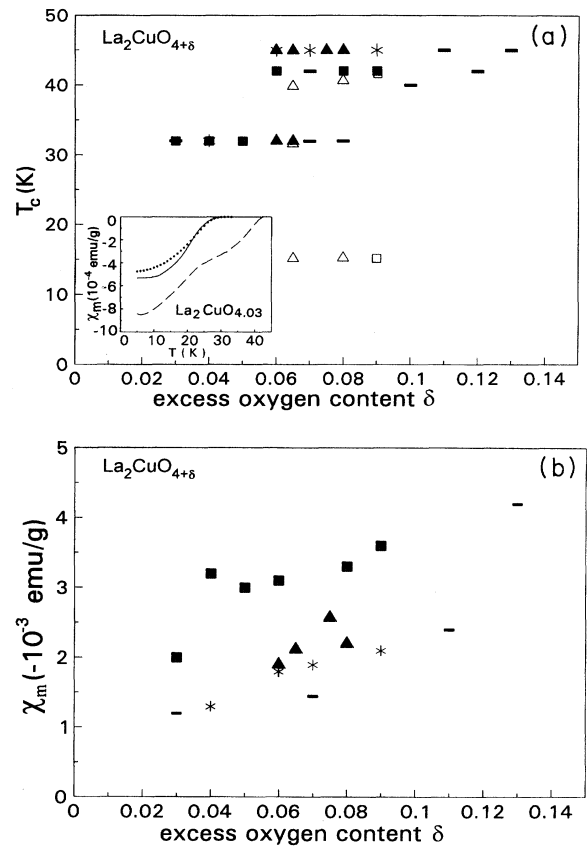 La₂CuO₄₊δ
(a)
50
40
30
20
10
0
T_c (K)
0
-2
-4
-6
-8
-10
χ_m(10⁻⁴ emu/g)
La₂CuO₄.₀₃
10 20 30 40
T (K)
0 0.02 0.04 0.06 0.08 0.1 0.12 0.14
excess oxygen content δ
La₂CuO₄₊δ
(b)
5
4
3
2
1
0
χ_m(-10⁻³ emu/g)
0 0.02 0.04 0.06 0.08 0.1 0.12 0.14
excess oxygen content δ